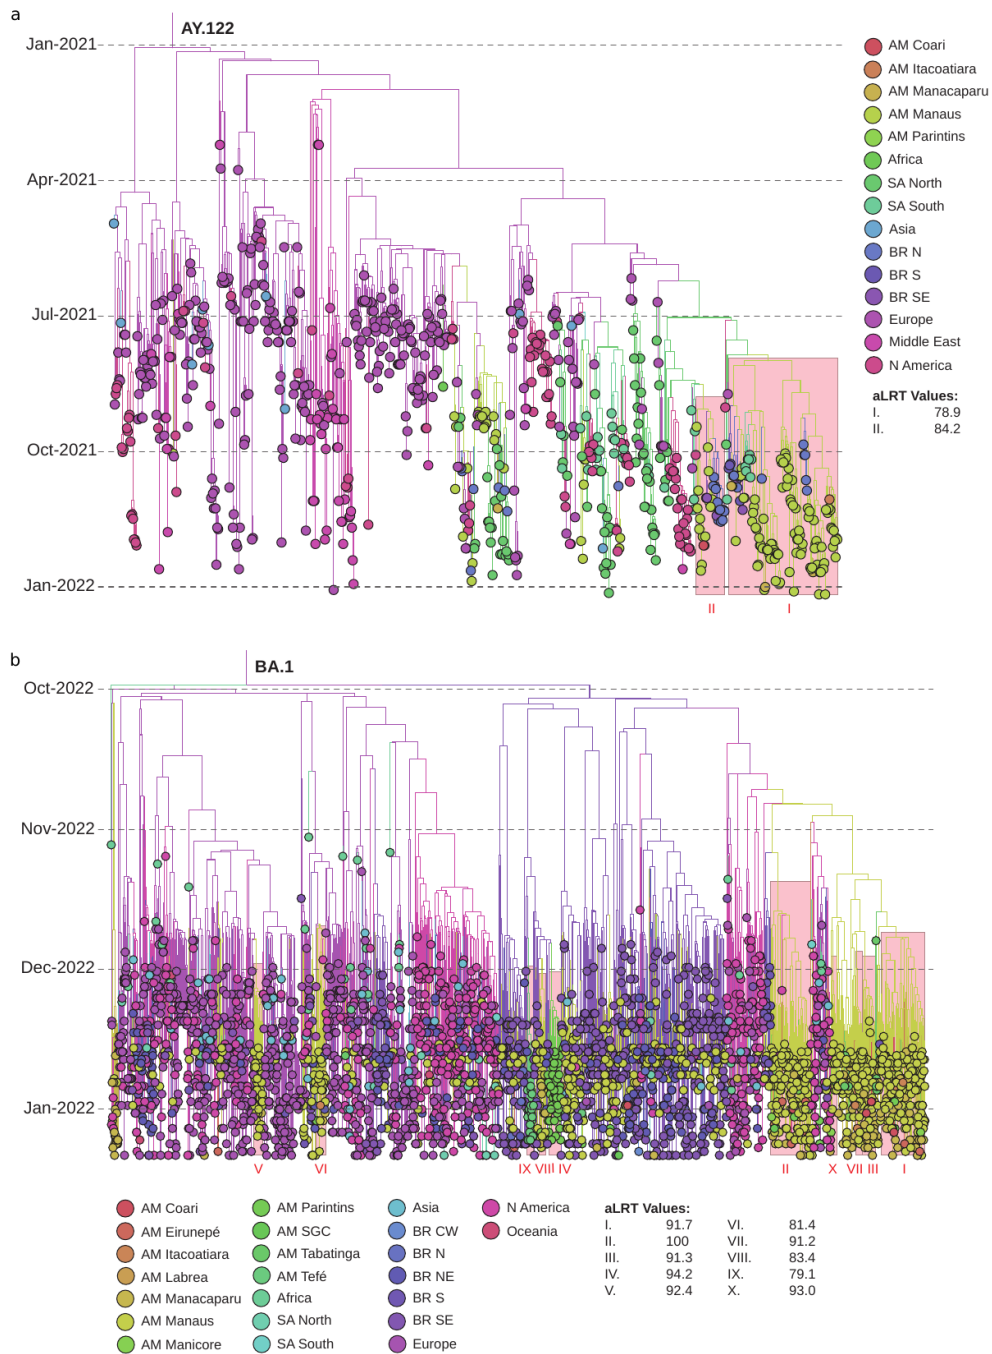 a
AY.122
Jan-2021
Apr-2021
Jul-2021
Oct-2021
Jan-2022
II
I
AM Coari
AM Itacoatiara
AM Manacaparu
AM Manaus
AM Parintins
Africa
SA North
SA South
Asia
BR N
BR S
BR SE
Europe
Middle East
N America
aLRT Values:
I. 78.9
II. 84.2
b
BA.1
Oct-2022
Nov-2022
Dec-2022
Jan-2022
V
VI
IX
VIII
IV
II
X
VII
III
I
AM Coari
AM Eirunepé
AM Itacoatiara
AM Labrea
AM Manacaparu
AM Manaus
AM Manicore
AM Parintins
AM SGC
AM Tabatinga
AM Tefé
Africa
SA North
SA South
Asia
BR CW
BR N
BR NE
BR S
BR SE
Europe
N America
Oceania
aLRT Values:
I. 91.7 VI. 81.4
II. 100 VII. 91.2
III. 91.3 VIII. 83.4
IV. 94.2 IX. 79.1
V. 92.4 X. 93.0